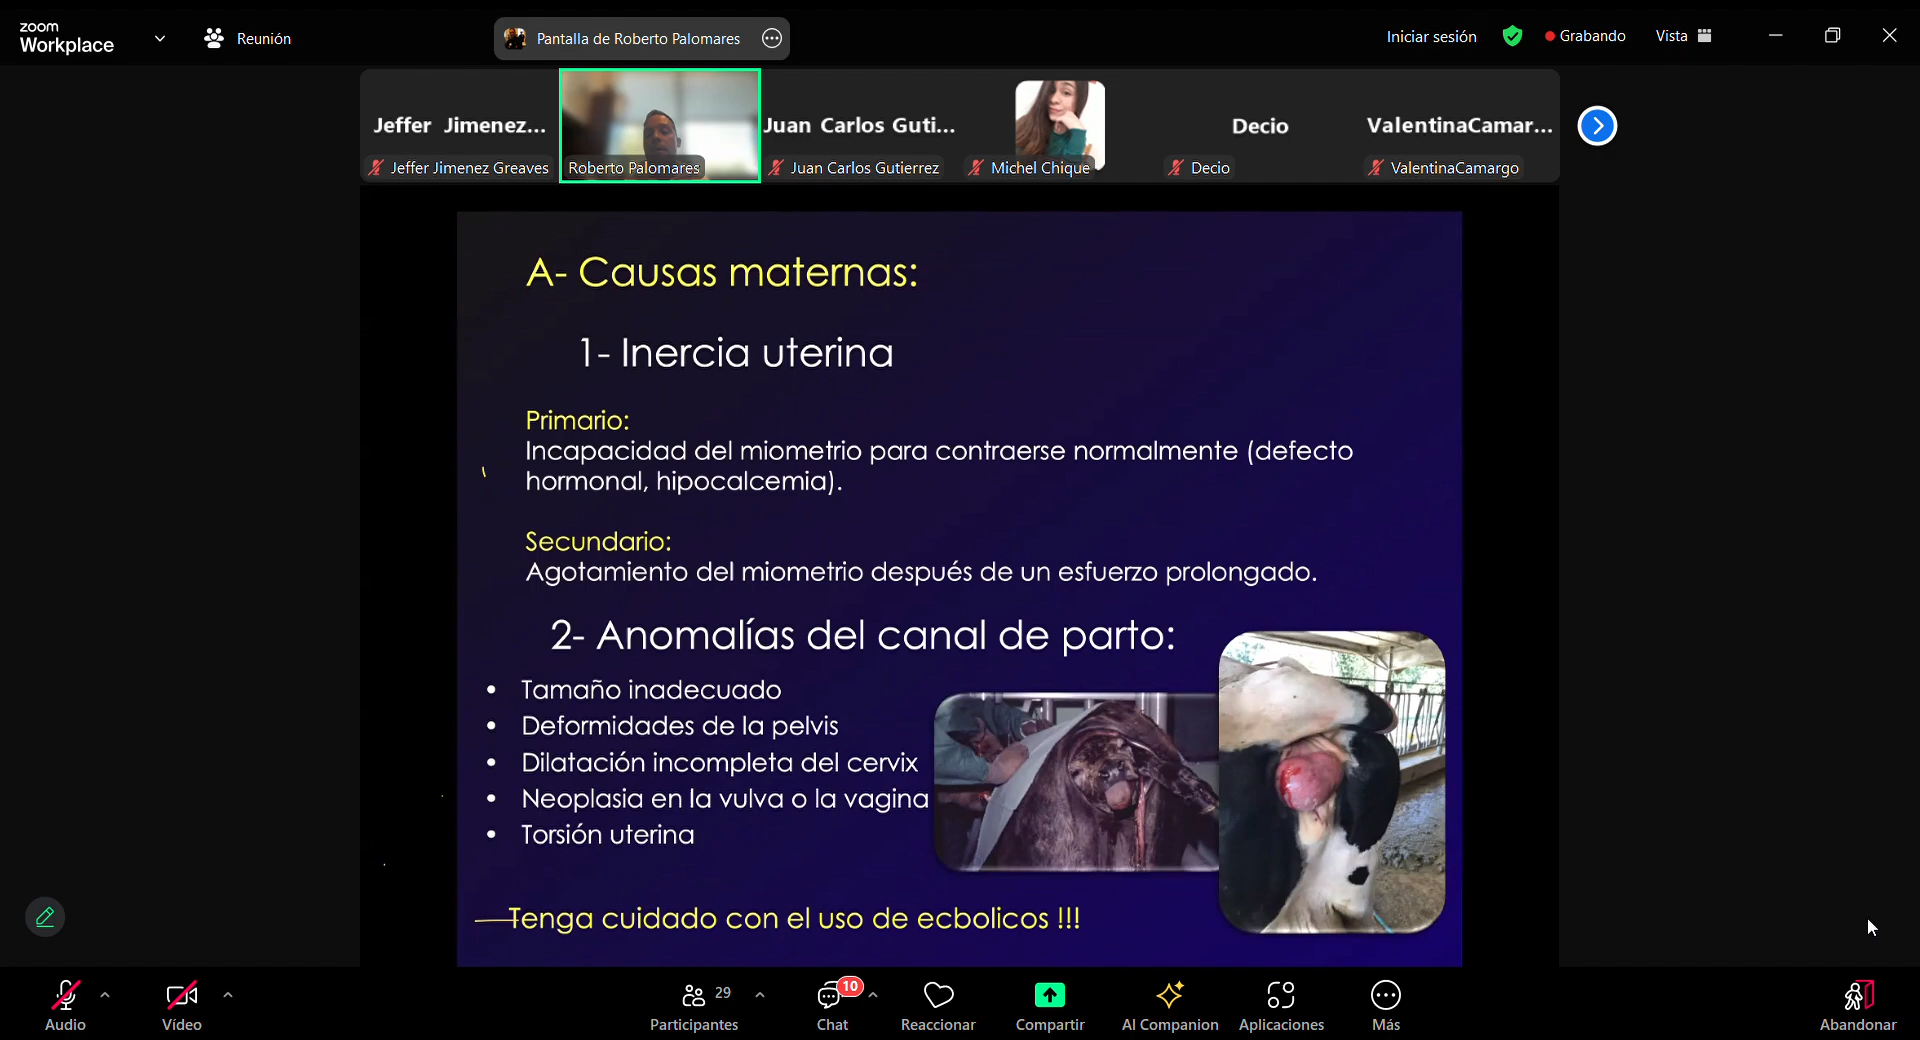 zoom
Workplace
Reunión
Pantalla de Roberto Palomares
Iniciar sesión
Grabando
Vista
Jeffer Jimenez...
Juan Carlos Guti...
Decio
ValentinaCamar...
Jeffer Jimenez Greaves
Roberto Palomares
Juan Carlos Gutierrez
Michel Chique
Decio
ValentinaCamargo
A- Causas maternas:
1- Inercia uterina
Primario:
Incapacidad del miometrio para contraerse normalmente (defecto
hormonal, hipocalcemia).
Secundario:
Agotamiento del miometrio después de un esfuerzo prolongado.
2- Anomalías del canal de parto:
• Tamaño inadecuado
• Deformidades de la pelvis
• Dilatación incompleta del cervix
• Neoplasia en la vulva o la vagina
• Torsión uterina
Tenga cuidado con el uso de ecbolicos !!!
29
10
Audio
Vídeo
Participantes
Chat
Reaccionar
Compartir
AI Companion
Aplicaciones
Más
Abandonar